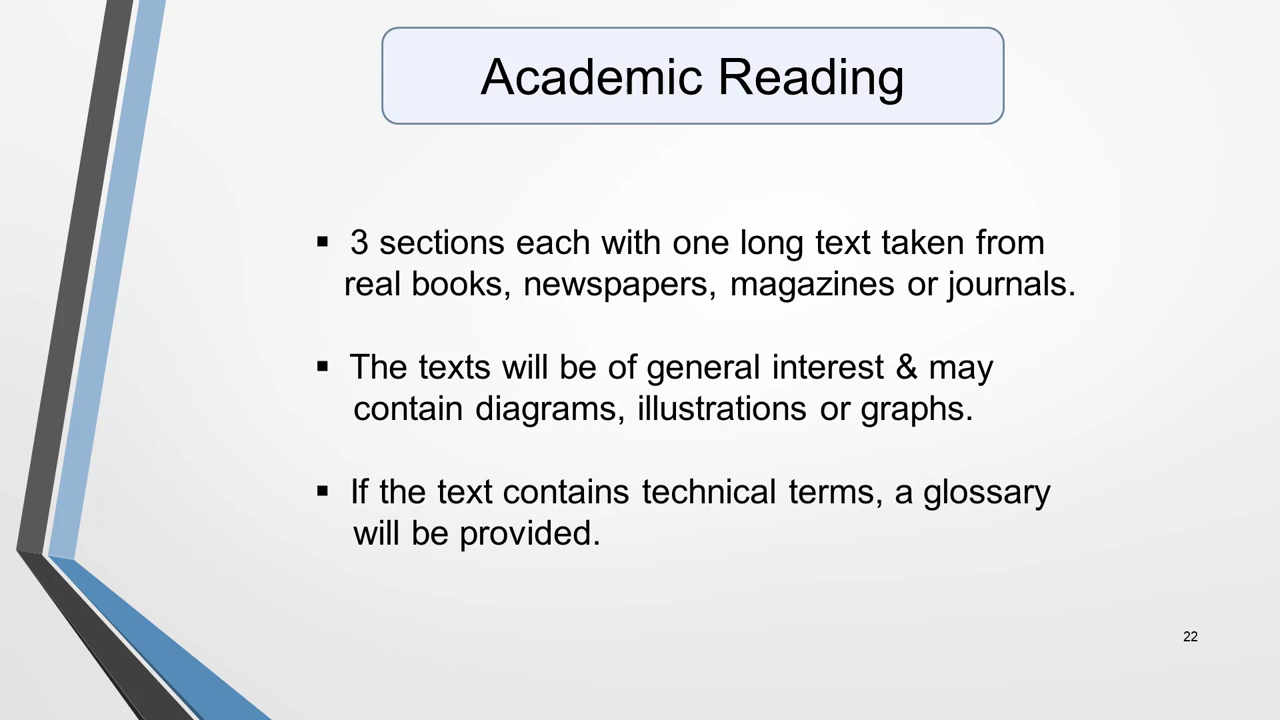 Academic Reading
▪ 3 sections each with one long text taken from
real books, newspapers, magazines or journals.
▪ The texts will be of general interest & may
contain diagrams, illustrations or graphs.
▪ If the text contains technical terms, a glossary
will be provided.
22